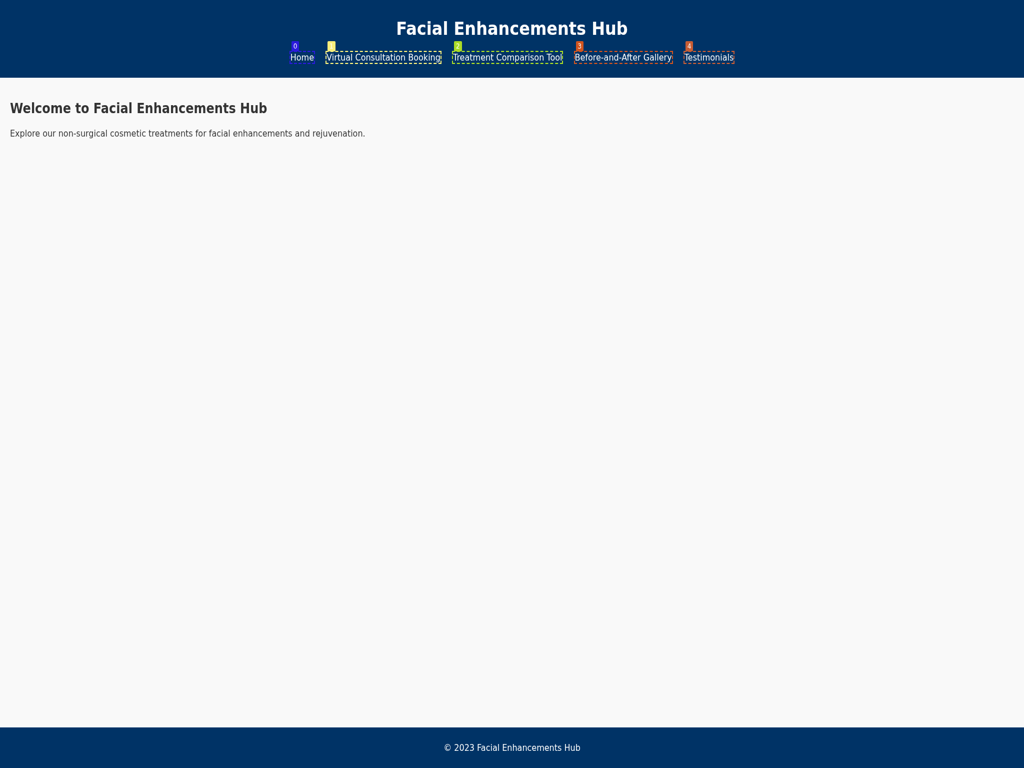 Facial Enhancements Hub
0 2 3 4
Home Virtual Consultation Booking Treatment Comparison Tool Before-and-After Gallery Testimonials
Welcome to Facial Enhancements Hub
Explore our non-surgical cosmetic treatments for facial enhancements and rejuvenation.
© 2023 Facial Enhancements Hub